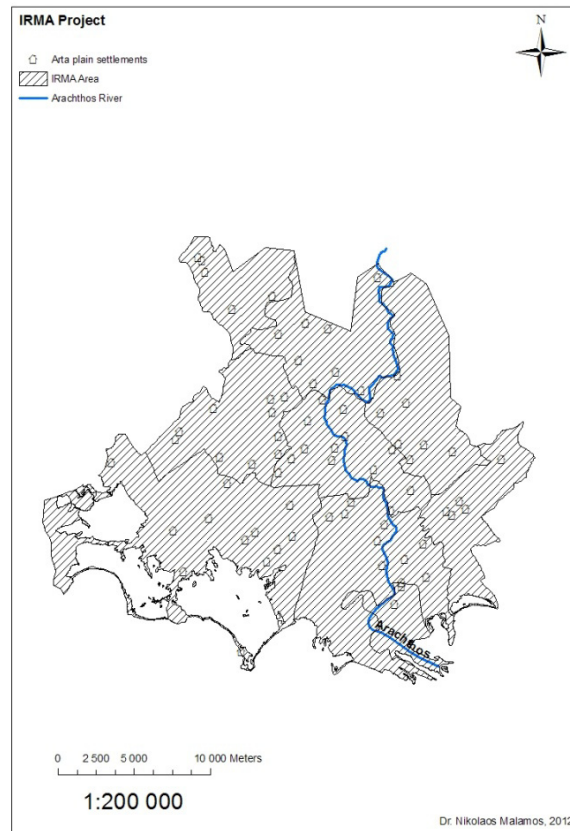 IRMA Project
N
Arta plain settlements
IRMA Area
Arachthos River
Arachthos
0 2 500 5 000 10 000 Meters
1:200 000
Dr. Nikolaos Malamos, 2012